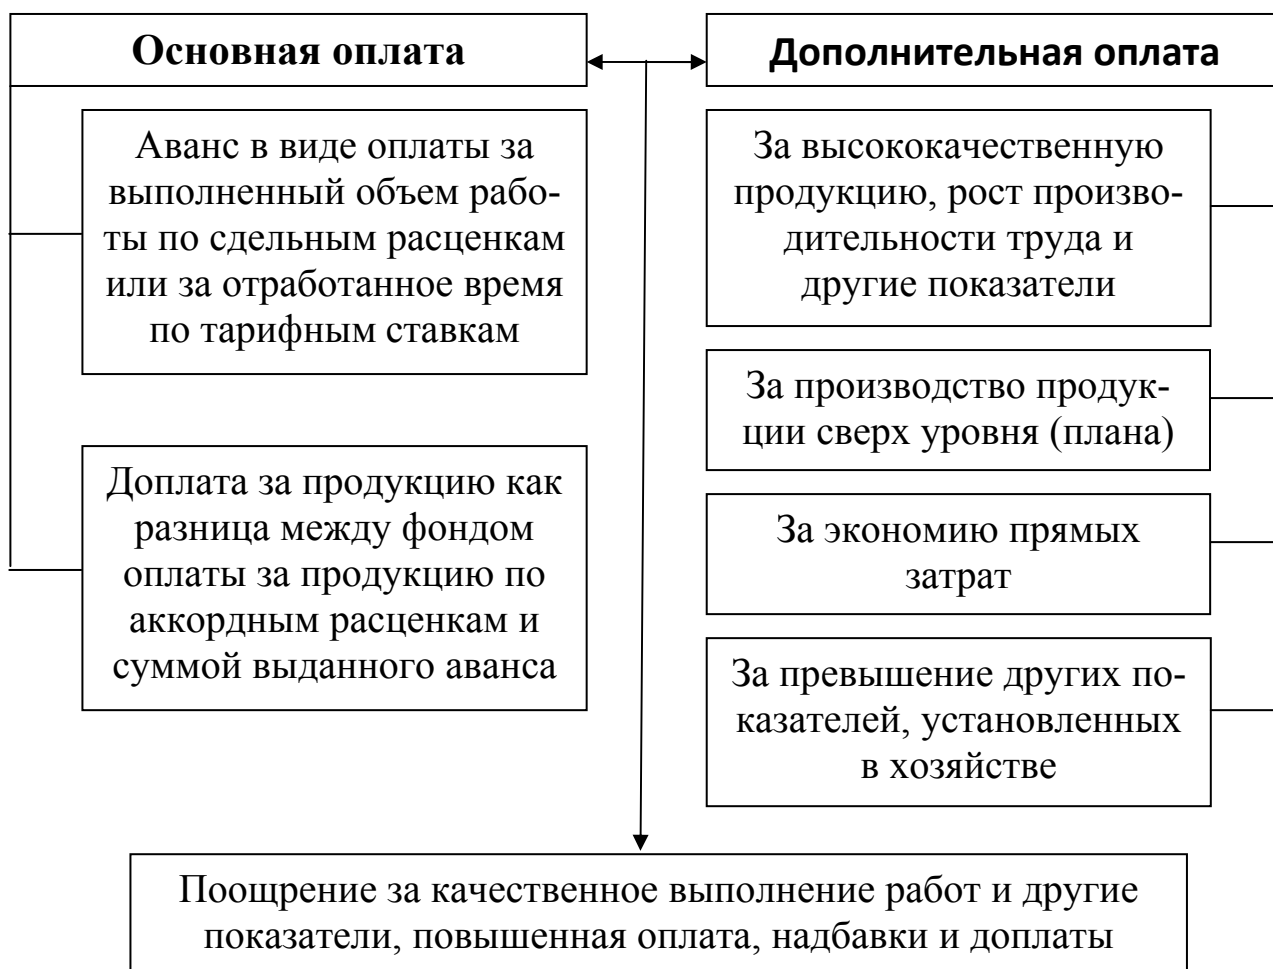 Основная оплата
Аванс в виде оплаты за
выполненный объем рабо-
ты по сдельным расценкам
или за отработанное время
по тарифным ставкам
Доплата за продукцию как
разница между фондом
оплаты за продукцию по
аккордным расценкам и
суммой выданного аванса
Дополнительная оплата
За высококачественную
продукцию, рост произво-
дительности труда и
другие показатели
За производство продук-
ции сверх уровня (плана)
За экономию прямых
затрат
За превышение других по-
казателей, установленных
в хозяйстве
Поощрение за качественное выполнение работ и другие
показатели, повышенная оплата, надбавки и доплаты